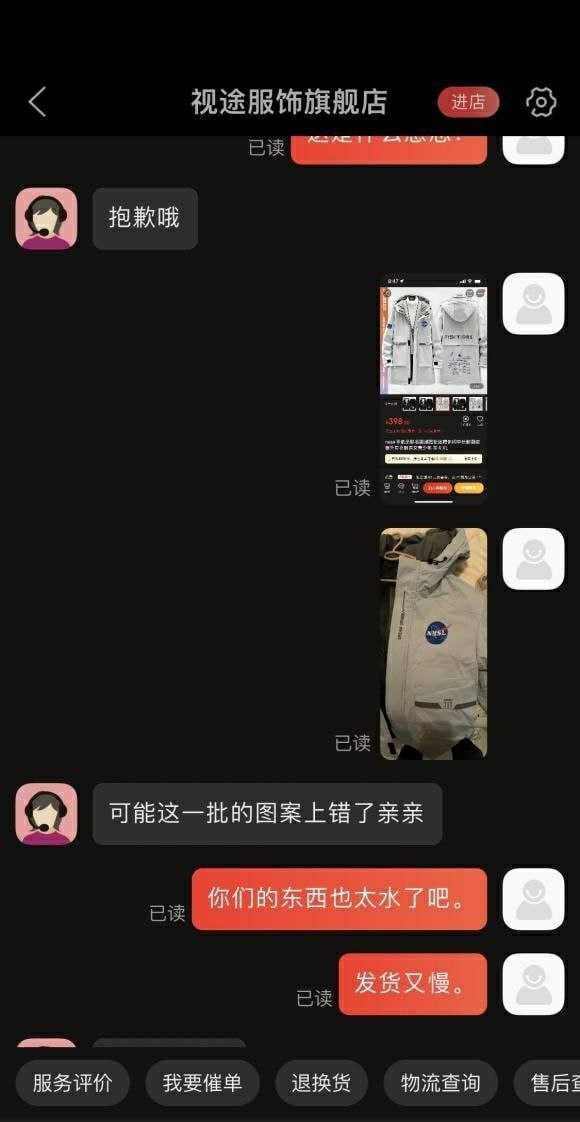 视途服饰旗舰店
进店
已读
抱歉哦
已读
¥398
NHSL
已读
可能这一批的图案上错了亲亲
你们的东西也太水了吧。
已读
发货又慢。
已读
服务评价
我要催单
退换货
物流查询
售后